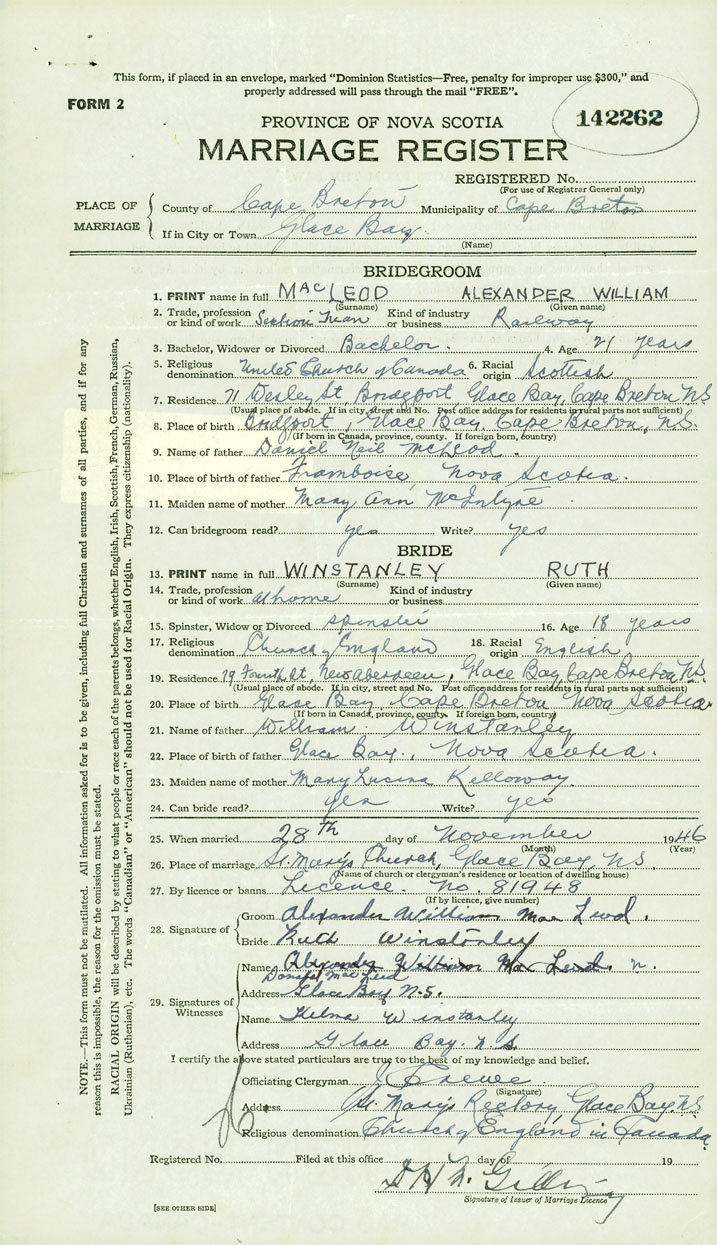 This form, if placed in an envelope, marked "Dominion Statistics—Free, penalty for improper use $300," and
properly addressed will pass through the mail "FREE".
FORM 2
142262
PROVINCE OF NOVA SCOTIA
MARRIAGE REGISTER
REGISTERED No.
(For use of Registrar General only)
PLACE OF MARRIAGE
County of Cape Breton Municipality of Cape Breton
If in City or Town Glace Bay
(Name)
BRIDEGROOM
1. PRINT name in full MacLEOD ALEXANDER WILLIAM
(Surname) (Given name)
2. Trade, profession or kind of work Section Man Kind of industry or business Railway
3. Bachelor, Widower or Divorced Bachelor. 4. Age 21 years
5. Religious denomination United Church of Canada 6. Racial origin Scottish
7. Residence 71 Wesley St, Bridgeport, Glace Bay, Cape Breton NS
(Usual place of abode. If in city, street and No. Post office address for residents in rural parts not sufficient)
8. Place of birth Bridgeport, Glace Bay. Cape Breton, N.S.
(If born in Canada, province, county. If foreign born, country)
9. Name of father Daniel Neil McLeod.
10. Place of birth of father Framboise Nova Scotia.
11. Maiden name of mother Mary Ann McIntyre
12. Can bridegroom read? yes Write? yes
BRIDE
13. PRINT name in full WINSTANLEY RUTH
(Surname) (Given name)
14. Trade, profession or kind of work at home Kind of industry or business
15. Spinster, Widow or Divorced spinster 16. Age 18 years
17. Religious denomination Church of England 18. Racial origin English
19. Residence 19 Fourth St, New Aberdeen, Glace Bay, Cape Breton NS
(Usual place of abode. If in city, street and No. Post office address for residents in rural parts not sufficient)
20. Place of birth Glace Bay, Cape Breton Nova Scotia
(If born in Canada, province, county. If foreign born, country)
21. Name of father William Winstanley
22. Place of birth of father Glace Bay, Nova Scotia.
23. Maiden name of mother Mary Lucina Kelloway.
24. Can bride read? yes Write? yes
25. When married 28th day of November 1946
(Month) (Year)
26. Place of marriage St. Mary's Church, Glace Bay NS.
(Name of church or clergyman's residence or location of dwelling house)
27. By licence or banns Licence. No. 81948
(If by licence, give number)
28. Signature of
Groom Alexander William Mac Leod.
Bride Ruth Winstanley
29. Signatures of Witnesses
Name Alexander William Mac Leod.
Donald MacLeod
Address Glace Bay N.S.
Name Thelma Winstanley
Address Glace Bay. N.S.
I certify the above stated particulars are true to the best of my knowledge and belief.
Officiating Clergyman
(Signature)
Address St. Mary's Rectory Glace Bay. NS
Religious denomination Church of England in Canada
Registered No. Filed at this office day of 19
Signature of Issuer of Marriage Licence
[SEE OTHER SIDE]
NOTE.—This form must not be mutilated. All information asked for is to be given, including full Christian and surnames of all parties, and if for any
reason this is impossible, the reason for the omission must be stated.
RACIAL ORIGIN will be described by stating to what people or race each of the parents belongs, whether English, Irish, Scottish, French, German, Russian,
Ukrainian (Ruthenian), etc. The words "Canadian" or "American" should not be used for Racial Origin. They express citizenship (nationality).